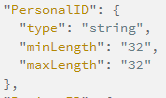 "PersonalID": {
"type": "string",
"minLength": "32",
"maxLength": "32"
},